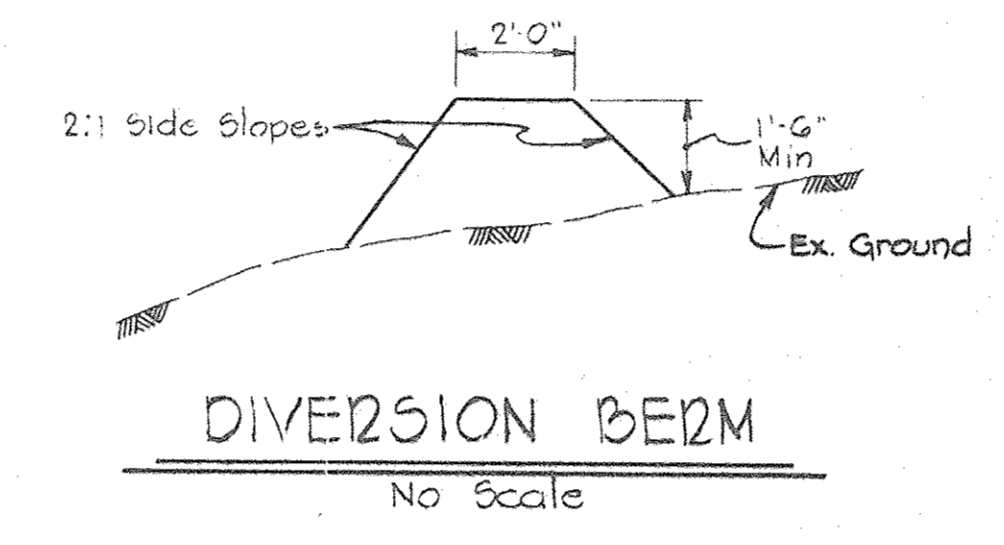 2'-0"
2:1 Side Slopes
1'-6"
Min
Ex. Ground
DIVERSION BERM
No Scale